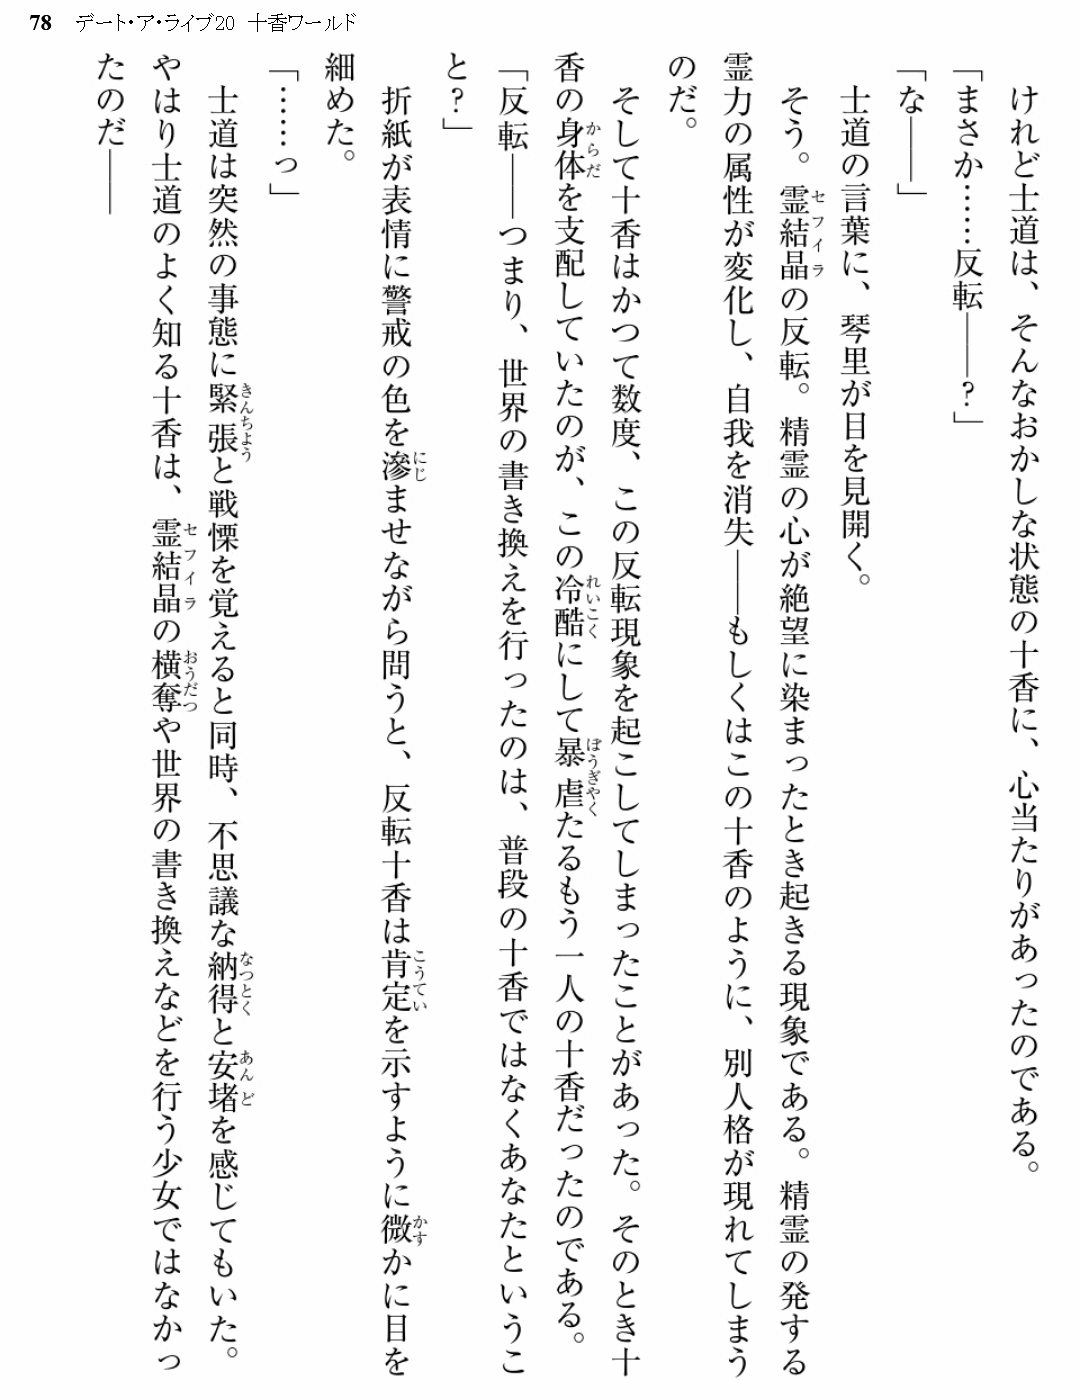 78 デート・ア・ライブ20 十香ワールド
けれど士道は、そんなおかしな状態の十香に、心当たりがあったのである。
「まさか……反転――?」
「な――」
士道の言葉に、琴里が目を見開く。
そう。霊結晶の反転。精霊の心が絶望に染まったとき起きる現象である。精霊の発する
霊力の属性が変化し、自我を消失――もしくはこの十香のように、別人格が現れてしまう
のだ。
そして十香はかつて数度、この反転現象を起こしてしまったことがあった。そのとき十
香の身体を支配していたのが、この冷酷にして暴虐たるもう一人の十香だったのである。
「反転――つまり、世界の書き換えを行ったのは、普段の十香ではなくあなたというこ
と?」
折紙が表情に警戒の色を滲ませながら問うと、反転十香は肯定を示すように微かに目を
細めた。
「……っ」
士道は突然の事態に緊張と戦慄を覚えると同時、不思議な納得と安堵を感じてもいた。
やはり士道のよく知る十香は、霊結晶の横奪や世界の書き換えなどを行う少女ではなかっ
たのだ――